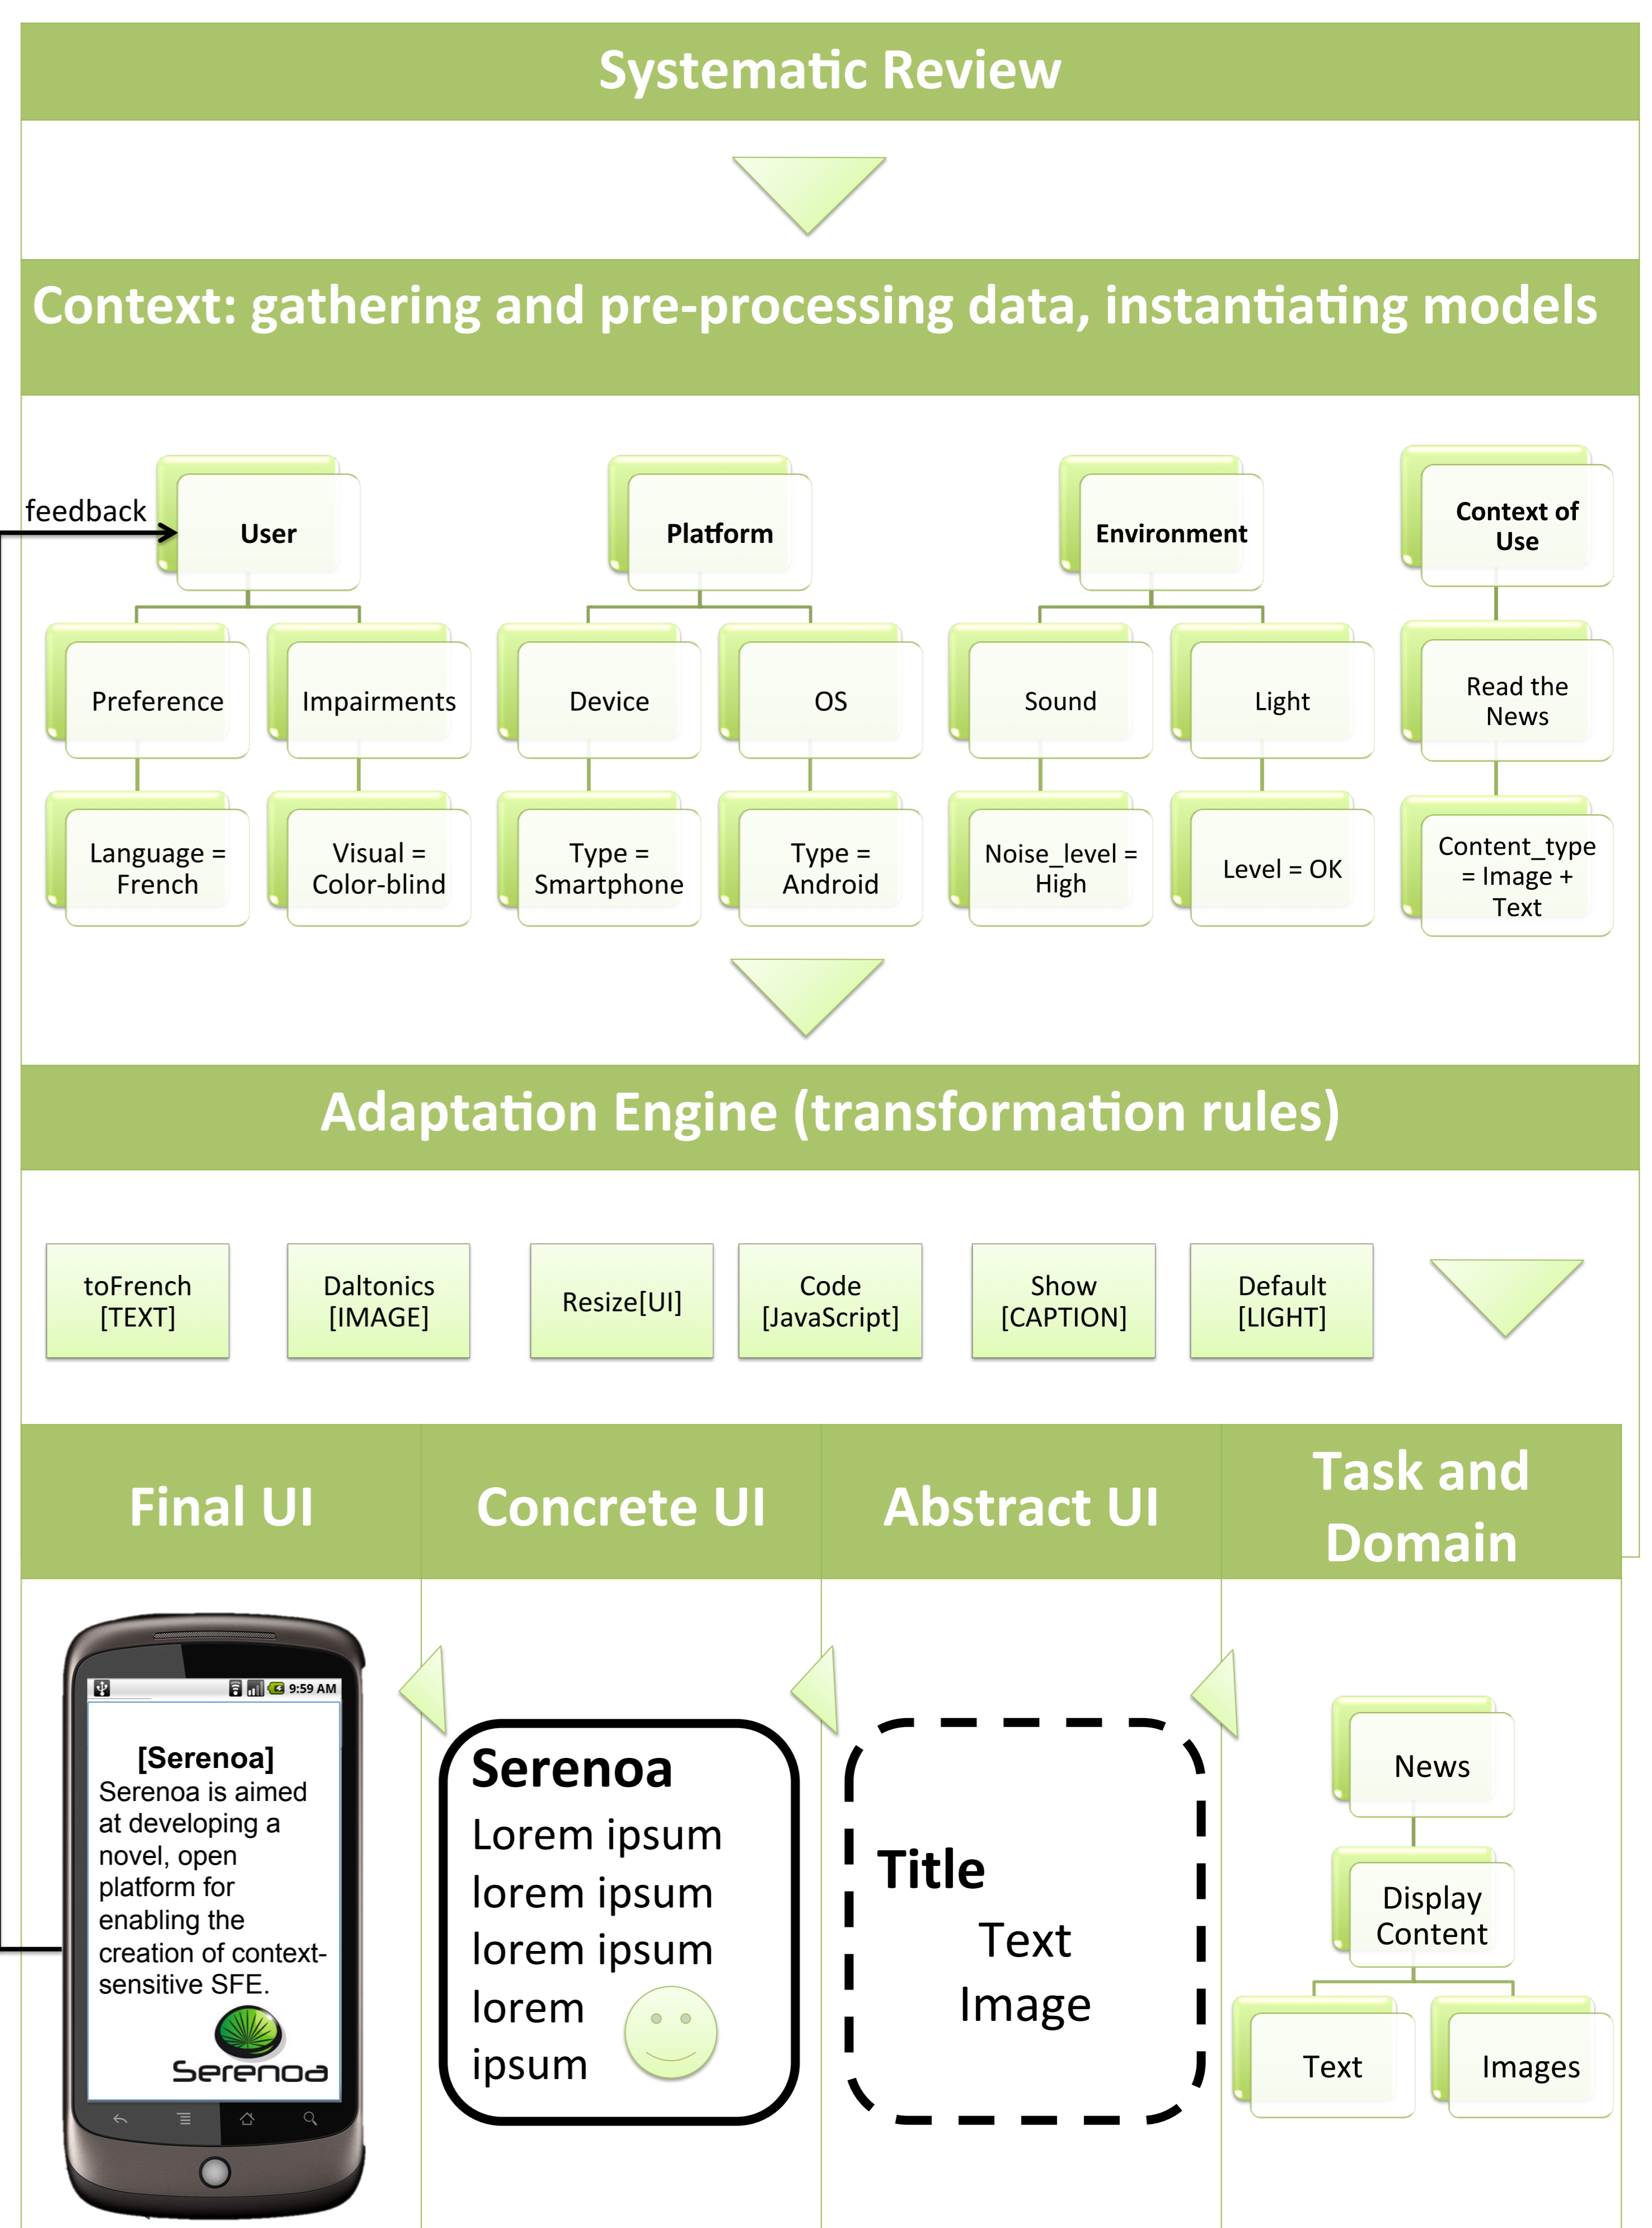 Systematic Review
Context: gathering and pre-processing data, instantiating models
feedback
User
Platform
Environment
Context of
Use
Preference
Impairments
Device
OS
Sound
Light
Read the
News
Language =
French
Visual =
Color-blind
Type =
Smartphone
Type =
Android
Noise_level =
High
Level = OK
Content_type
= Image +
Text
Adaptation Engine (transformation rules)
toFrench
[TEXT]
Daltonics
[IMAGE]
Resize[UI]
Code
[JavaScript]
Show
[CAPTION]
Default
[LIGHT]
Final UI
Concrete UI
Abstract UI
Task and
Domain
9:59 AM
[Serenoa]
Serenoa is aimed
at developing a
novel, open
platform for
enabling the
creation of context-
sensitive SFE.
Serenoa
Serenoa
Lorem ipsum
lorem ipsum
lorem ipsum
lorem
ipsum
Title
Text
Image
News
Display
Content
Text
Images